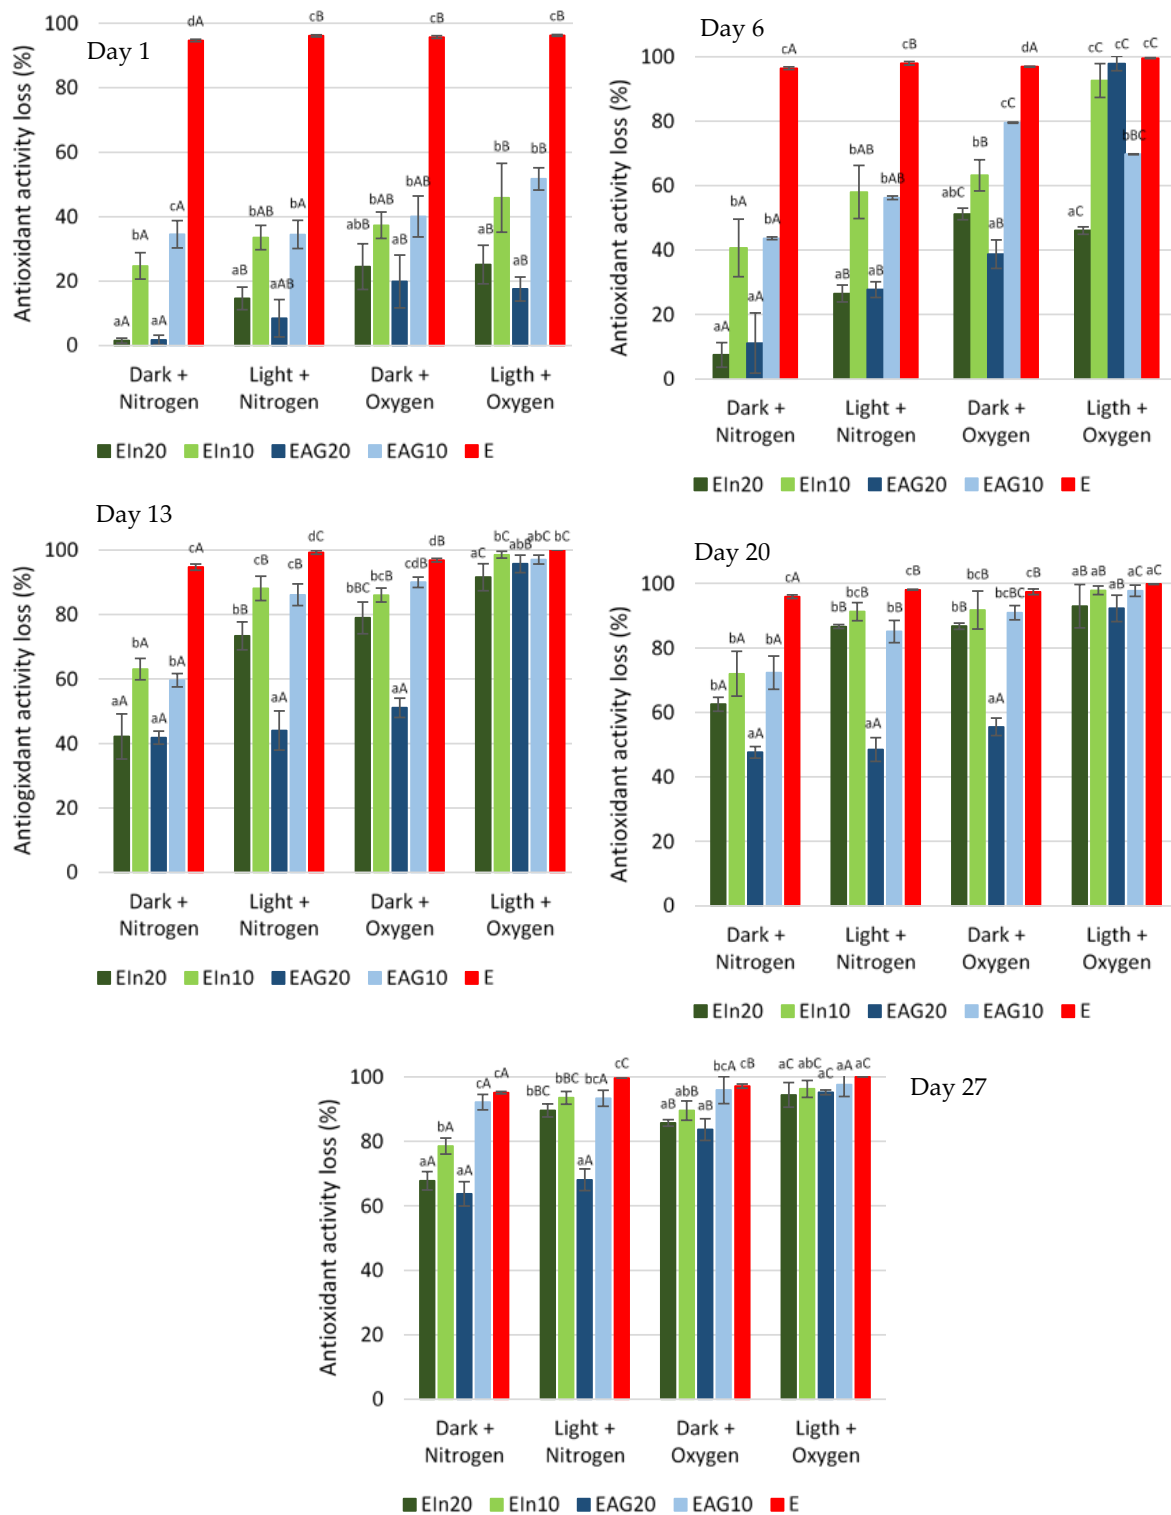 Day 1
Antioxidant activity loss (%)
100
80
60
40
20
0
aA bA aA cA dA
aB bAB aAB bA cB
abB bAB aB bAB cB
aB bB aB bB cB
Dark + Nitrogen
Light + Nitrogen
Dark + Oxygen
Ligth + Oxygen
EIn20 EIn10 EAG20 EAG10 E
Day 6
Antioxidant activity loss (%)
100
80
60
40
20
0
aA bA aA bA cA
aB bAB aB bAB cB
abC bB aB cC dA
aC cC cC bBC cC
Dark + Nitrogen
Light + Nitrogen
Dark + Oxygen
Ligth + Oxygen
EIn20 EIn10 EAG20 EAG10 E
Day 13
Antiogixdant activity loss (%)
100
80
60
40
20
0
aA bA aA bA cA
bB cB aA cB dC
bBC bcB aA cdB dB
aC bC abB abC bC
Dark + Nitrogen
Light + Nitrogen
Dark + Oxygen
Ligth + Oxygen
EIn20 EIn10 EAG20 EAG10 E
Day 20
Antioxidant activity loss (%)
100
80
60
40
20
0
bA bA aA bA cA
bB bcB aA bB cB
bB bcB aA bcBC cB
aB aB aB aC aC
Dark + Nitrogen
Light + Nitrogen
Dark + Oxygen
Ligth + Oxygen
EIn20 EIn10 EAG20 EAG10 E
Day 27
Antioxidant activity loss (%)
100
80
60
40
20
0
aA bA aA cA cA
bBC bBC aA bcA cC
aB abB aB bcA cB
aC abC aC aA aC
Dark + Nitrogen
Light + Nitrogen
Dark + Oxygen
Ligth + Oxygen
EIn20 EIn10 EAG20 EAG10 E